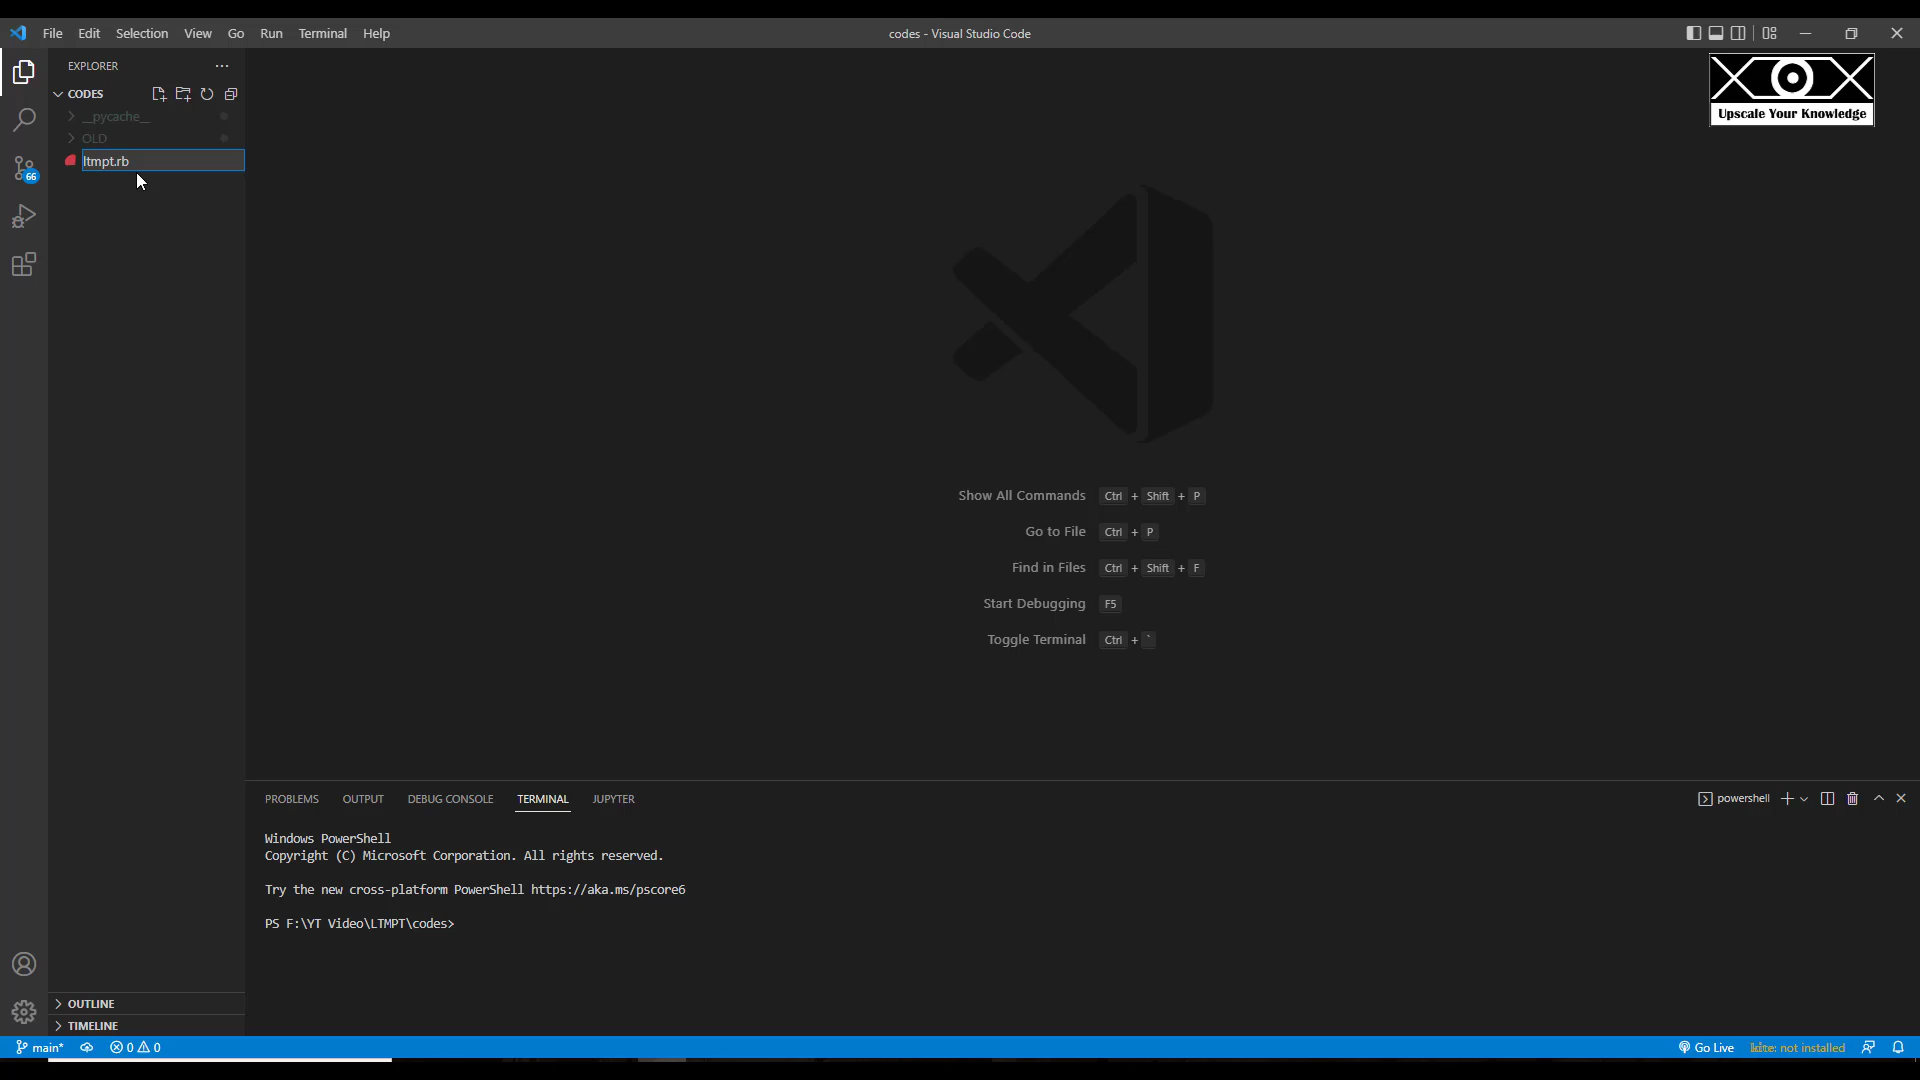 File Edit Selection View Go Run Terminal Help
codes - Visual Studio Code
EXPLORER
CODES
__pycache__
OLD
ltmpt.rb
66
Upscale Your Knowledge
Show All Commands Ctrl + Shift + P
Go to File Ctrl + P
Find in Files Ctrl + Shift + F
Start Debugging F5
Toggle Terminal Ctrl + `
PROBLEMS OUTPUT DEBUG CONSOLE TERMINAL JUPYTER
powershell
Windows PowerShell
Copyright (C) Microsoft Corporation. All rights reserved.
Try the new cross-platform PowerShell https://aka.ms/pscore6
PS F:\YT Video\LTMPT\codes>
OUTLINE
TIMELINE
main* 0 0
Go Live kite: not installed